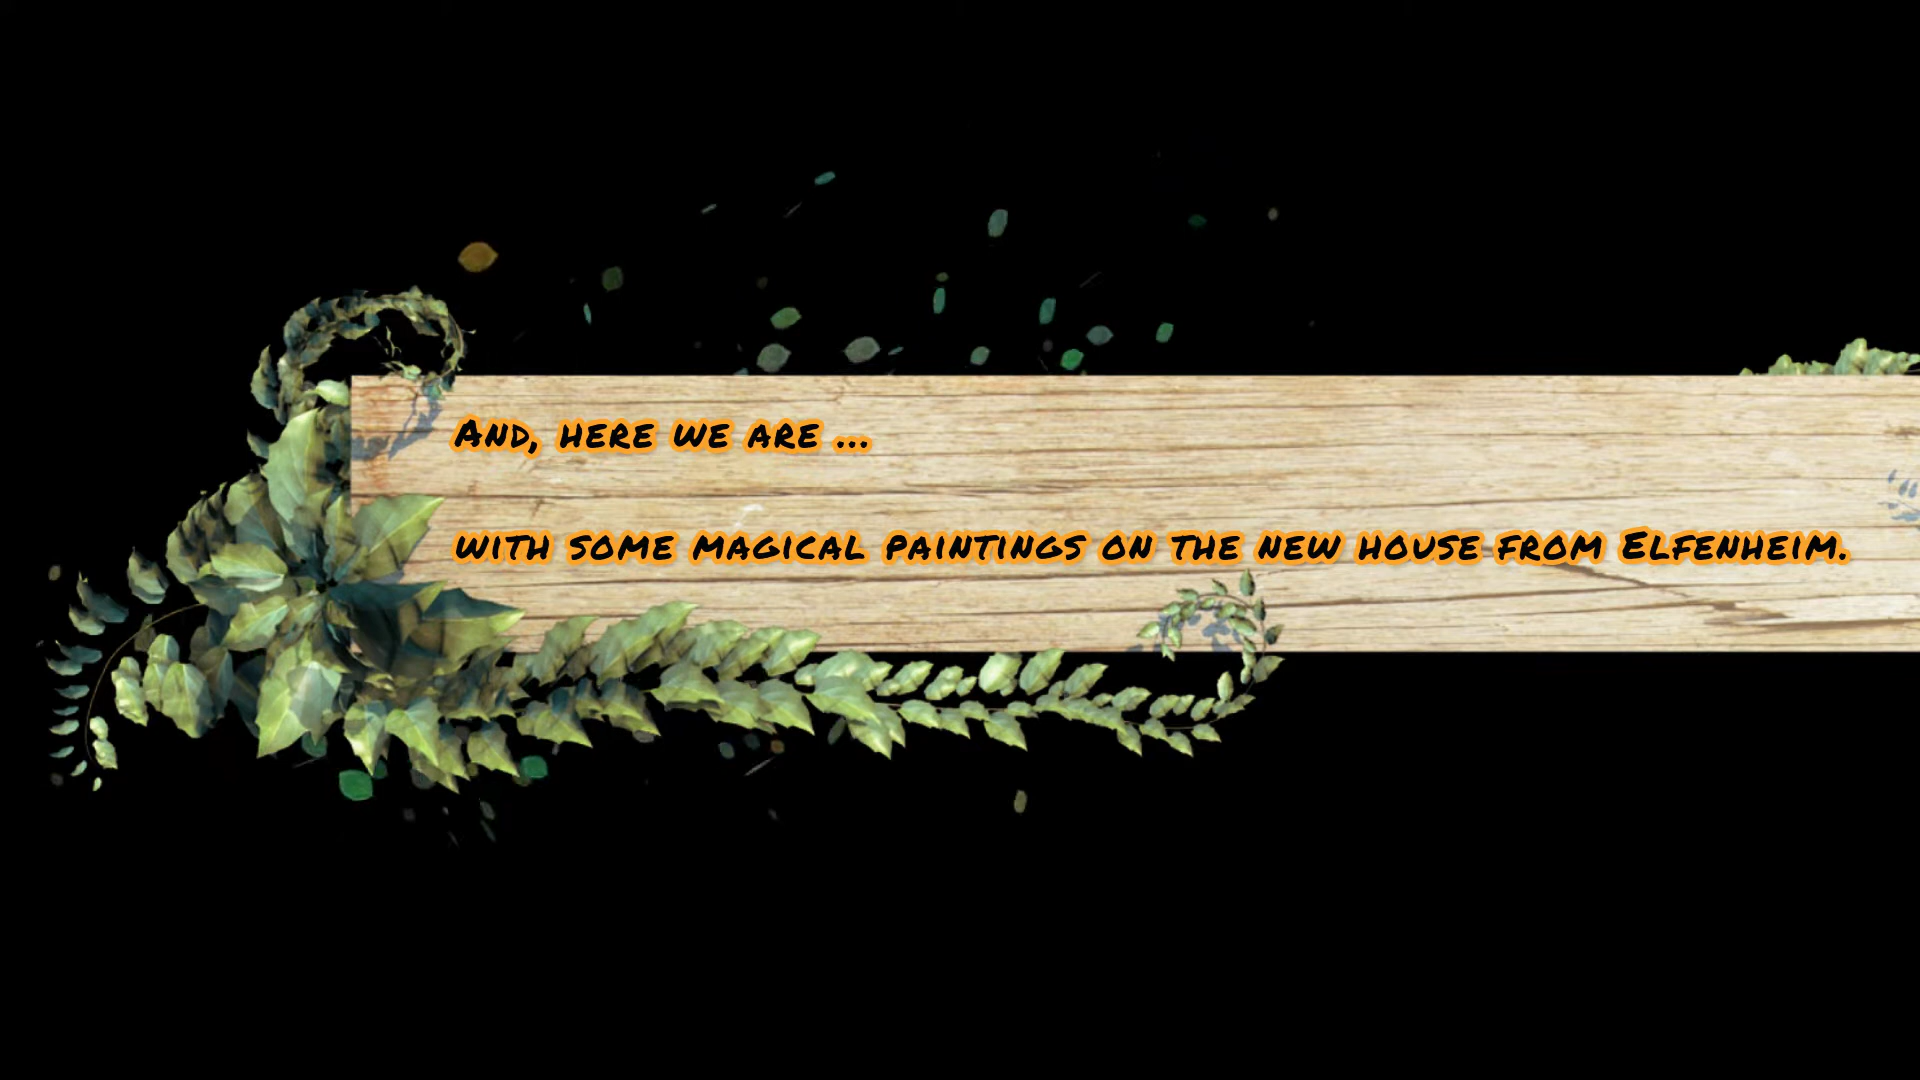 And, here we are ...
with some magical paintings on the new house from Elfenheim.